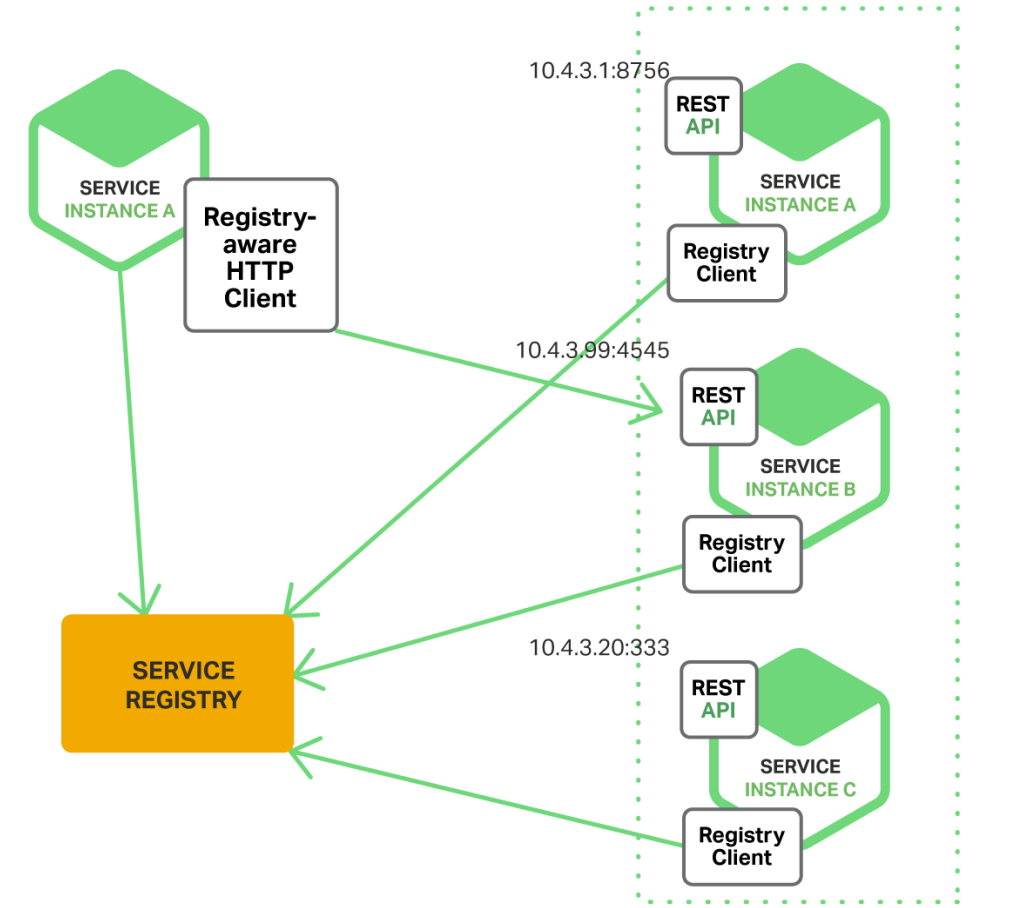 SERVICE
INSTANCE A
Registry-
aware
HTTP
Client
10.4.3.1:8756
REST
API
SERVICE
INSTANCE A
Registry
Client
10.4.3.99:4545
REST
API
SERVICE
INSTANCE B
Registry
Client
SERVICE
REGISTRY
10.4.3.20:333
REST
API
SERVICE
INSTANCE C
Registry
Client